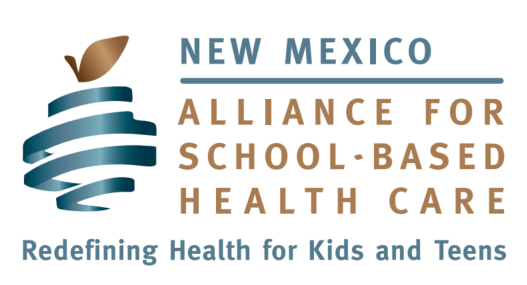 NEW MEXICO
ALLIANCE FOR
SCHOOL-BASED
HEALTH CARE
Redefining Health for Kids and Teens